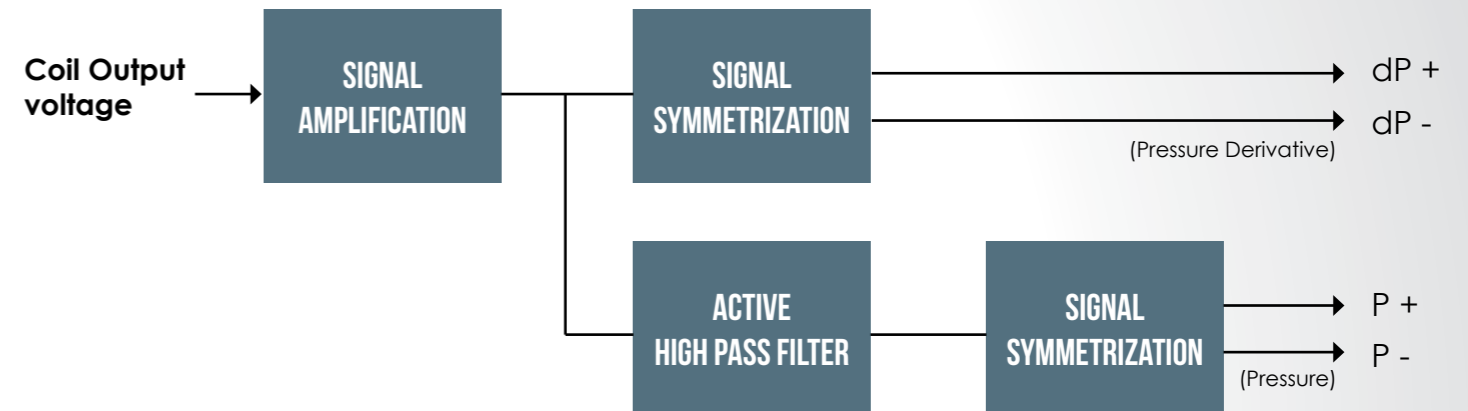 Coil Output
voltage
SIGNAL
AMPLIFICATION
SIGNAL
SYMMETRIZATION
dP +
dP -
(Pressure Derivative)
ACTIVE
HIGH PASS FILTER
SIGNAL
SYMMETRIZATION
P +
P -
(Pressure)